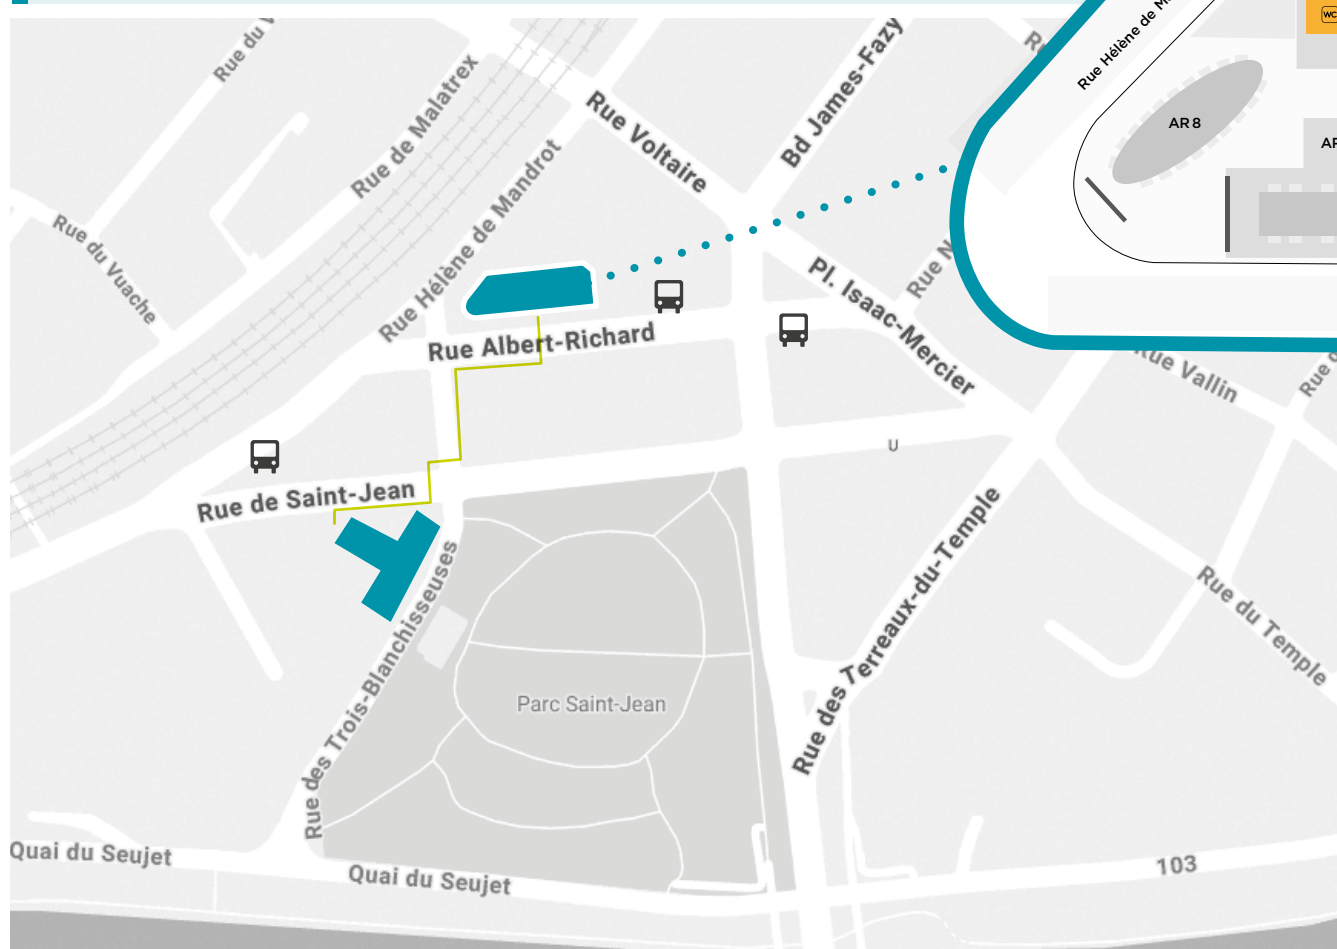 Rue du V
Rue de Malatrex
Rue Voltaire
Bd James-Fazy
Rue Hélène de M
WC
AR 8
AR
Rue du Vuache
Rue Hélène de Mandrot
Rue N
Pl. Isaac-Mercier
Rue Albert-Richard
Rue Vallin
Rue d
U
Rue de Saint-Jean
Rue des Terreaux-du-Temple
Rue du Temple
Rue des Trois-Blanchisseuses
Parc Saint-Jean
Quai du Seujet
Quai du Seujet
103